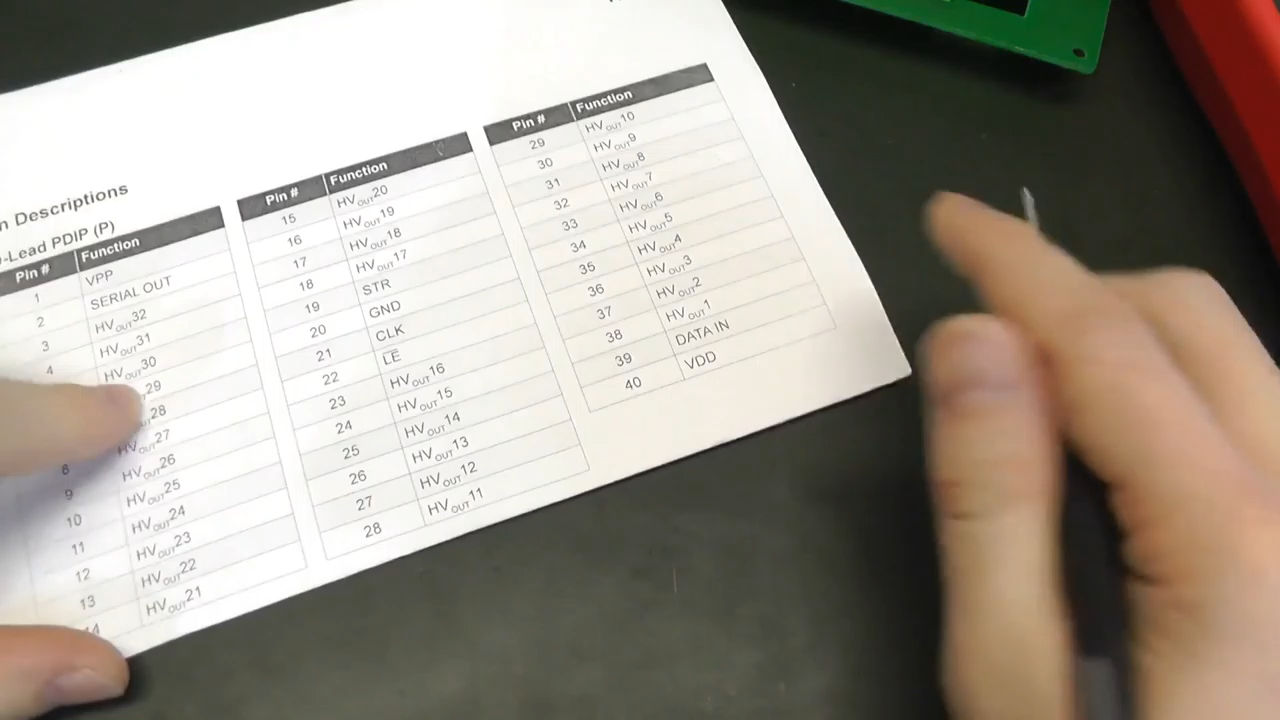 n Descriptions
-Lead PDIP (P)
Pin # Function
1 VPP
2 SERIAL OUT
3 HVOUT32
4 HVOUT31
HVOUT30
29
28
8 HVOUT27
9 HVOUT26
10 HVOUT25
11 HVOUT24
12 HVOUT23
13 HVOUT22
14 HVOUT21
Pin # Function
15 HVOUT20
16 HVOUT19
17 HVOUT18
18 HVOUT17
19 STR
20 GND
21 CLK
22 L̅E̅
23 HVOUT16
24 HVOUT15
25 HVOUT14
26 HVOUT13
27 HVOUT12
28 HVOUT11
Pin # Function
29 HVOUT10
30 HVOUT9
31 HVOUT8
32 HVOUT7
33 HVOUT6
34 HVOUT5
35 HVOUT4
36 HVOUT3
37 HVOUT2
38 HVOUT1
39 DATA IN
40 VDD